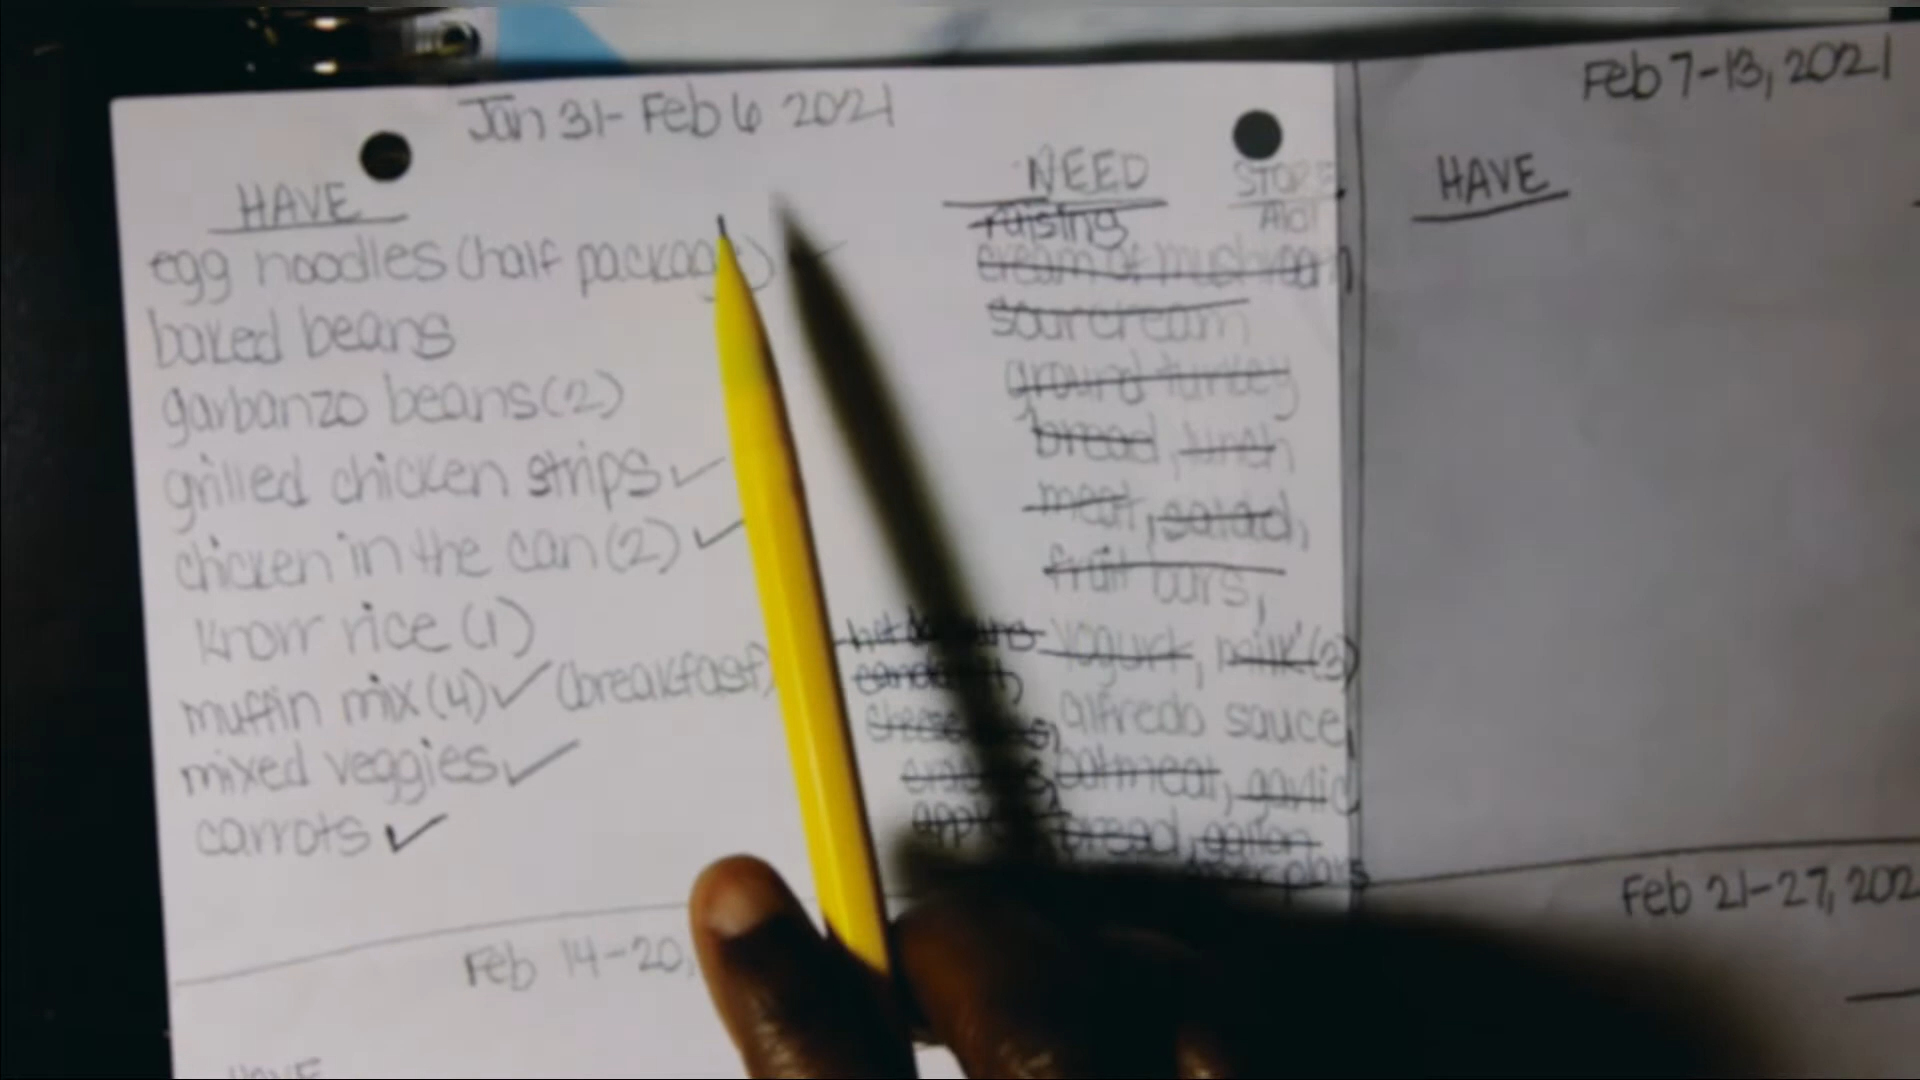 Jan 31- Feb 6 2021
HAVE
egg noodles (half package)
baked beans
garbanzo beans (2)
grilled chicken strips ✓
chicken in the can (2) ✓
Knorr rice (1)
muffin mix (4) ✓ (breakfast)
mixed veggies ✓
carrots ✓
NEED
STORE
cream of mushroom
sour cream
ground turkey
bread, lunch
meat, salad,
fruit bars,
yogurt, milk (3)
alfredo sauce,
oatmeal, garlic
bread, gallon
Feb 7-13, 2021
HAVE
Feb 14-20,
HAVE
Feb 21-27, 202